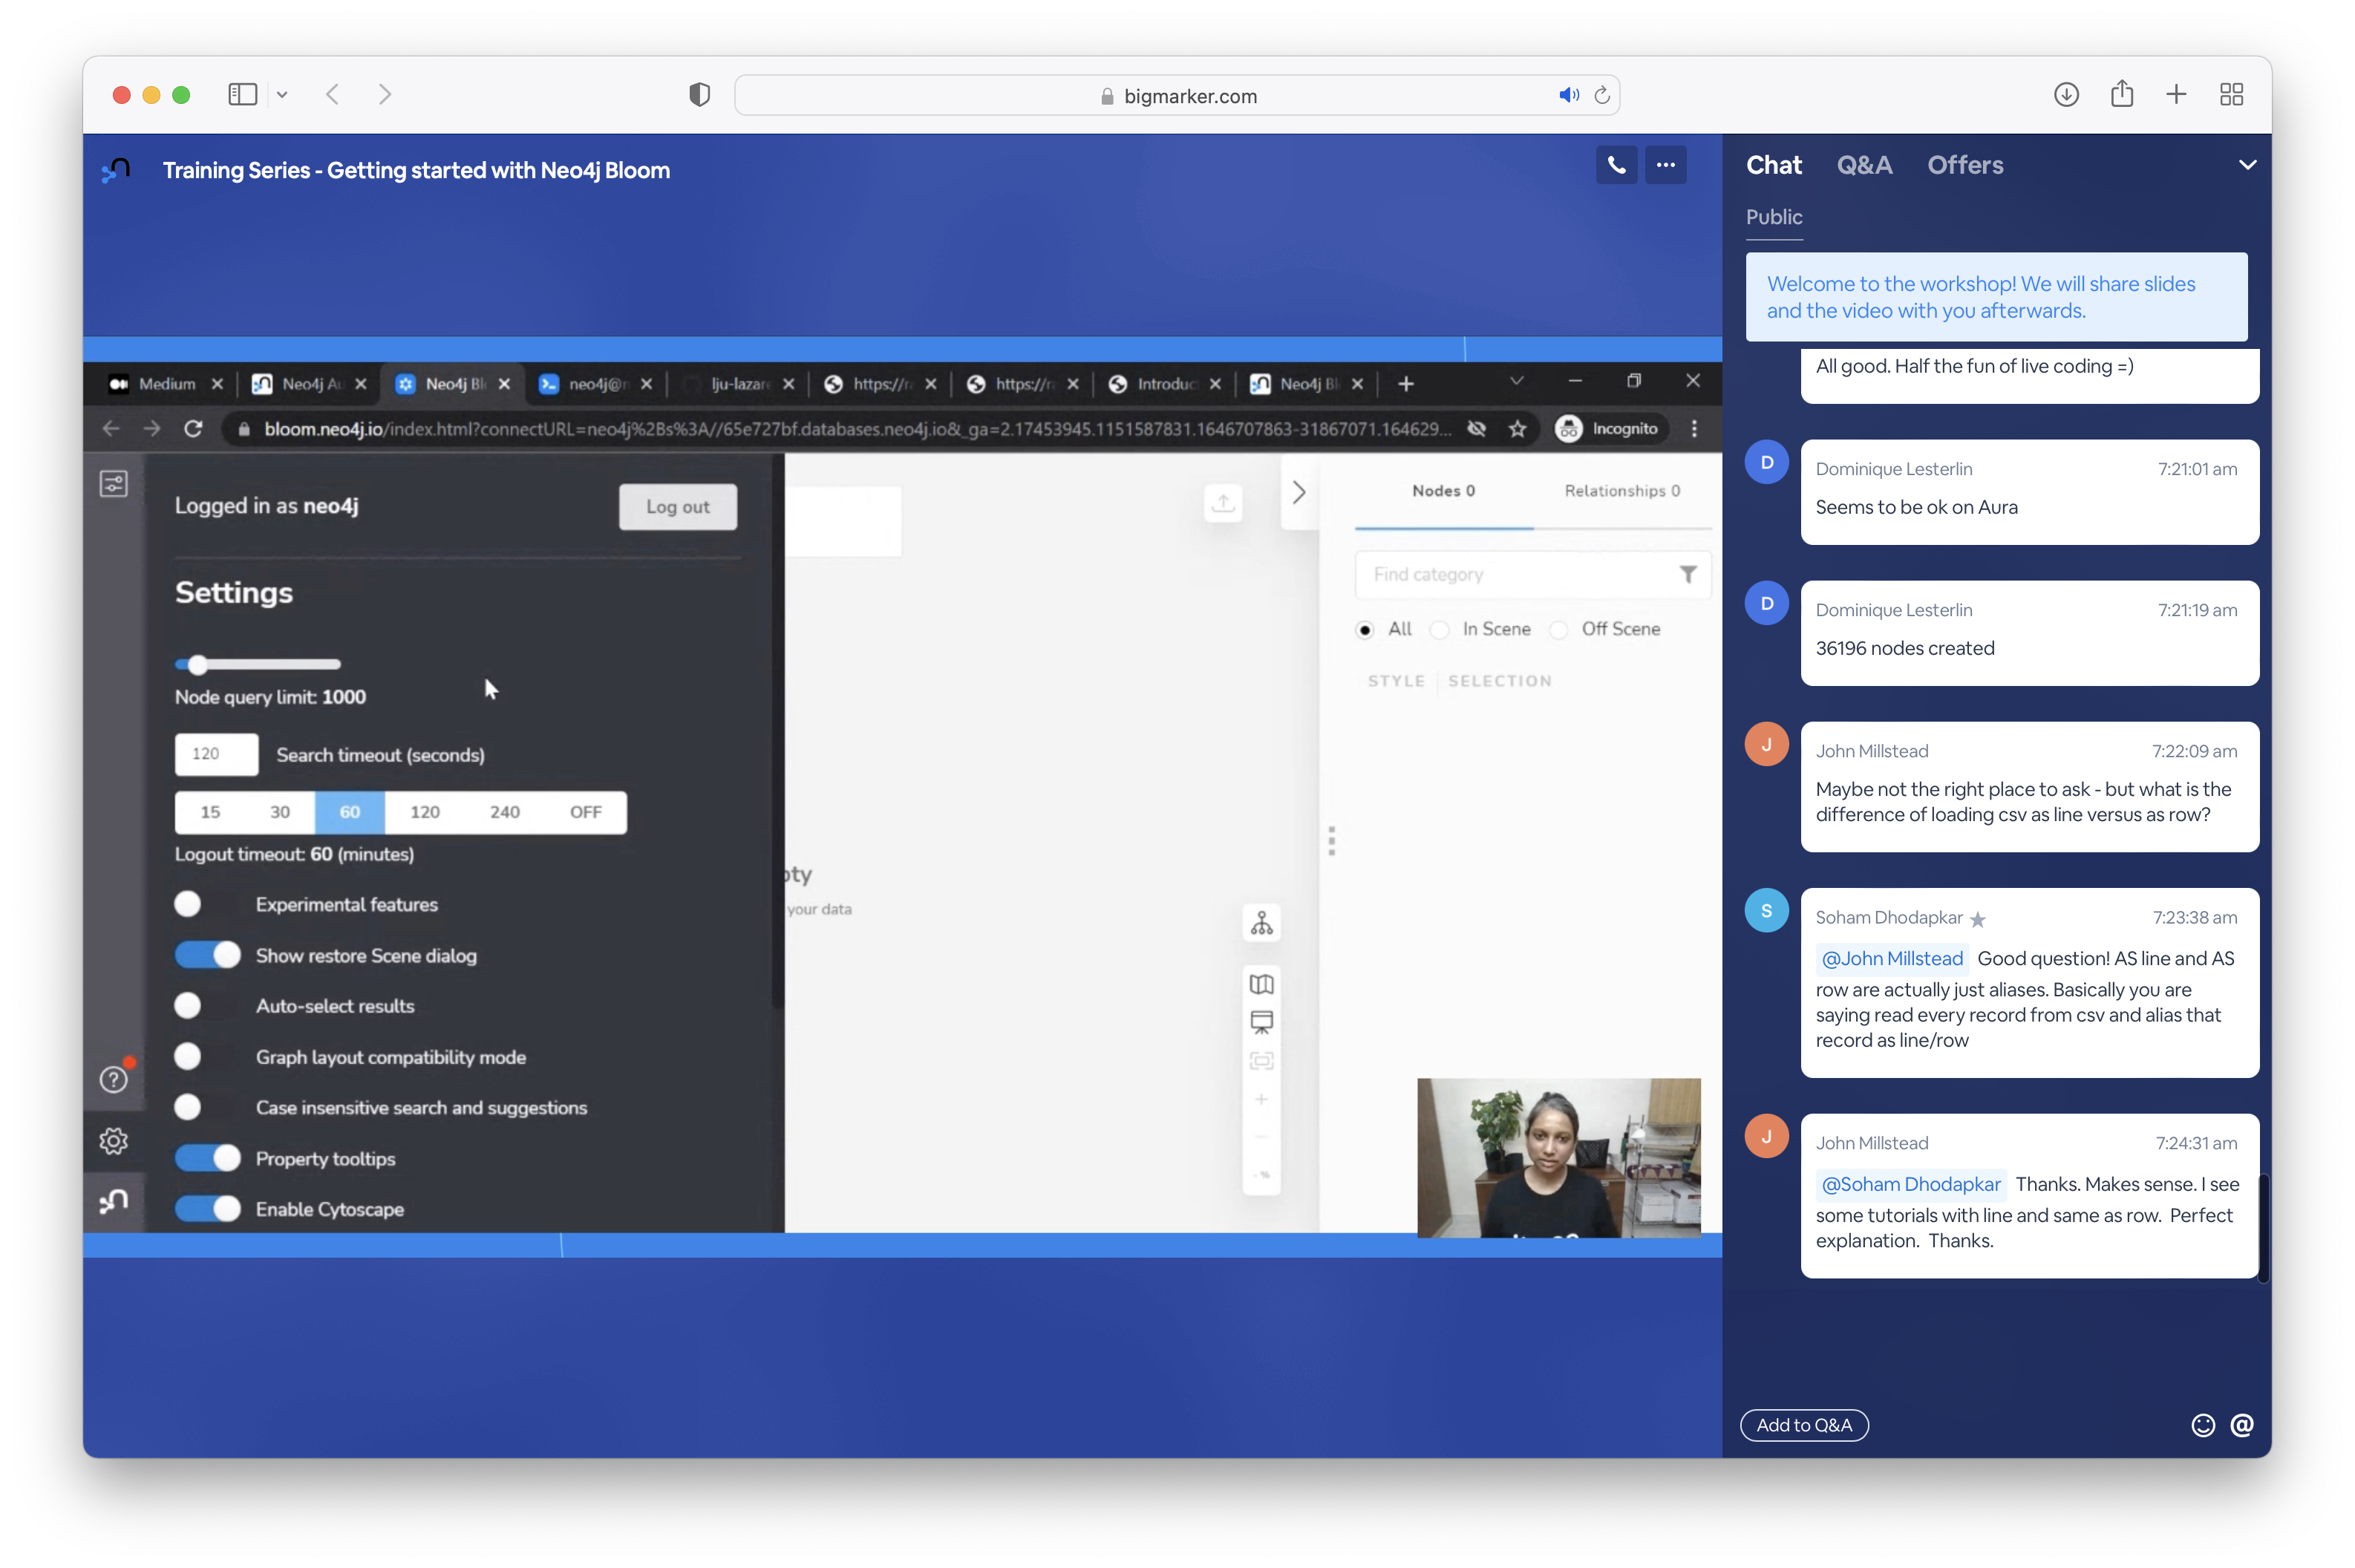 bigmarker.com
Training Series - Getting started with Neo4j Bloom
Medium
Neo4j Au
Neo4j Bl
neo4j@
lju-lazar
https://r
https://r
Introduc
Neo4j Bl
bloom.neo4j.io/index.html?connectURL=neo4j%2Bs%3A//65e727bf.databases.neo4j.io&_ga=2.17453945.1151587831.1646707863-31867071.164629...
Incognito
Logged in as neo4j
Log out
Settings
Node query limit: 1000
120
Search timeout (seconds)
15 30 60 120 240 OFF
Logout timeout: 60 (minutes)
Experimental features
Show restore Scene dialog
Auto-select results
Graph layout compatibility mode
Case insensitive search and suggestions
Property tooltips
Enable Cytoscape
pty
your data
Nodes 0
Relationships 0
Find category
All
In Scene
Off Scene
STYLE
SELECTION
Chat
Q&A
Offers
Public
Welcome to the workshop! We will share slides
and the video with you afterwards.
All good. Half the fun of live coding =)
D
Dominique Lesterlin
7:21:01 am
Seems to be ok on Aura
D
Dominique Lesterlin
7:21:19 am
36196 nodes created
J
John Millstead
7:22:09 am
Maybe not the right place to ask - but what is the
difference of loading csv as line versus as row?
S
Soham Dhodapkar
7:23:38 am
@John Millstead Good question! AS line and AS
row are actually just aliases. Basically you are
saying read every record from csv and alias that
record as line/row
J
John Millstead
7:24:31 am
@Soham Dhodapkar Thanks. Makes sense. I see
some tutorials with line and same as row. Perfect
explanation. Thanks.
Add to Q&A